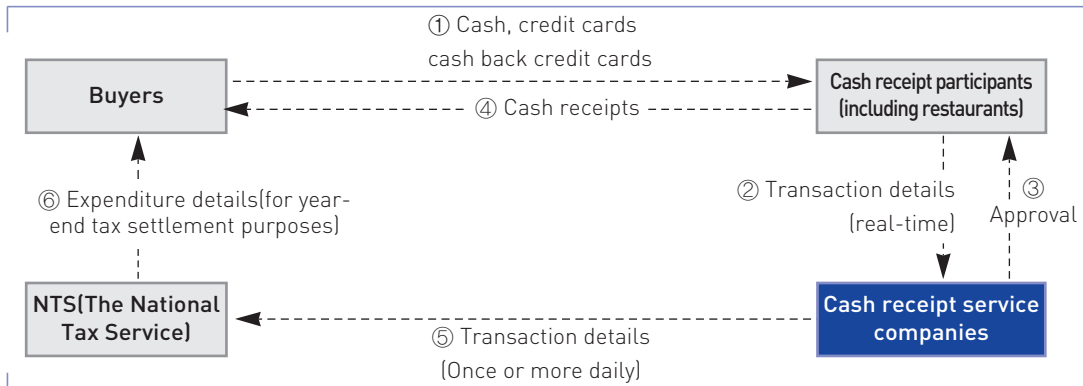 ① Cash, credit cards
cash back credit cards
Buyers
Cash receipt participants
(including restaurants)
④ Cash receipts
⑥ Expenditure details(for year-
end tax settlement purposes)
② Transaction details
(real-time)
③
Approval
NTS(The National
Tax Service)
Cash receipt service
companies
⑤ Transaction details
(Once or more daily)